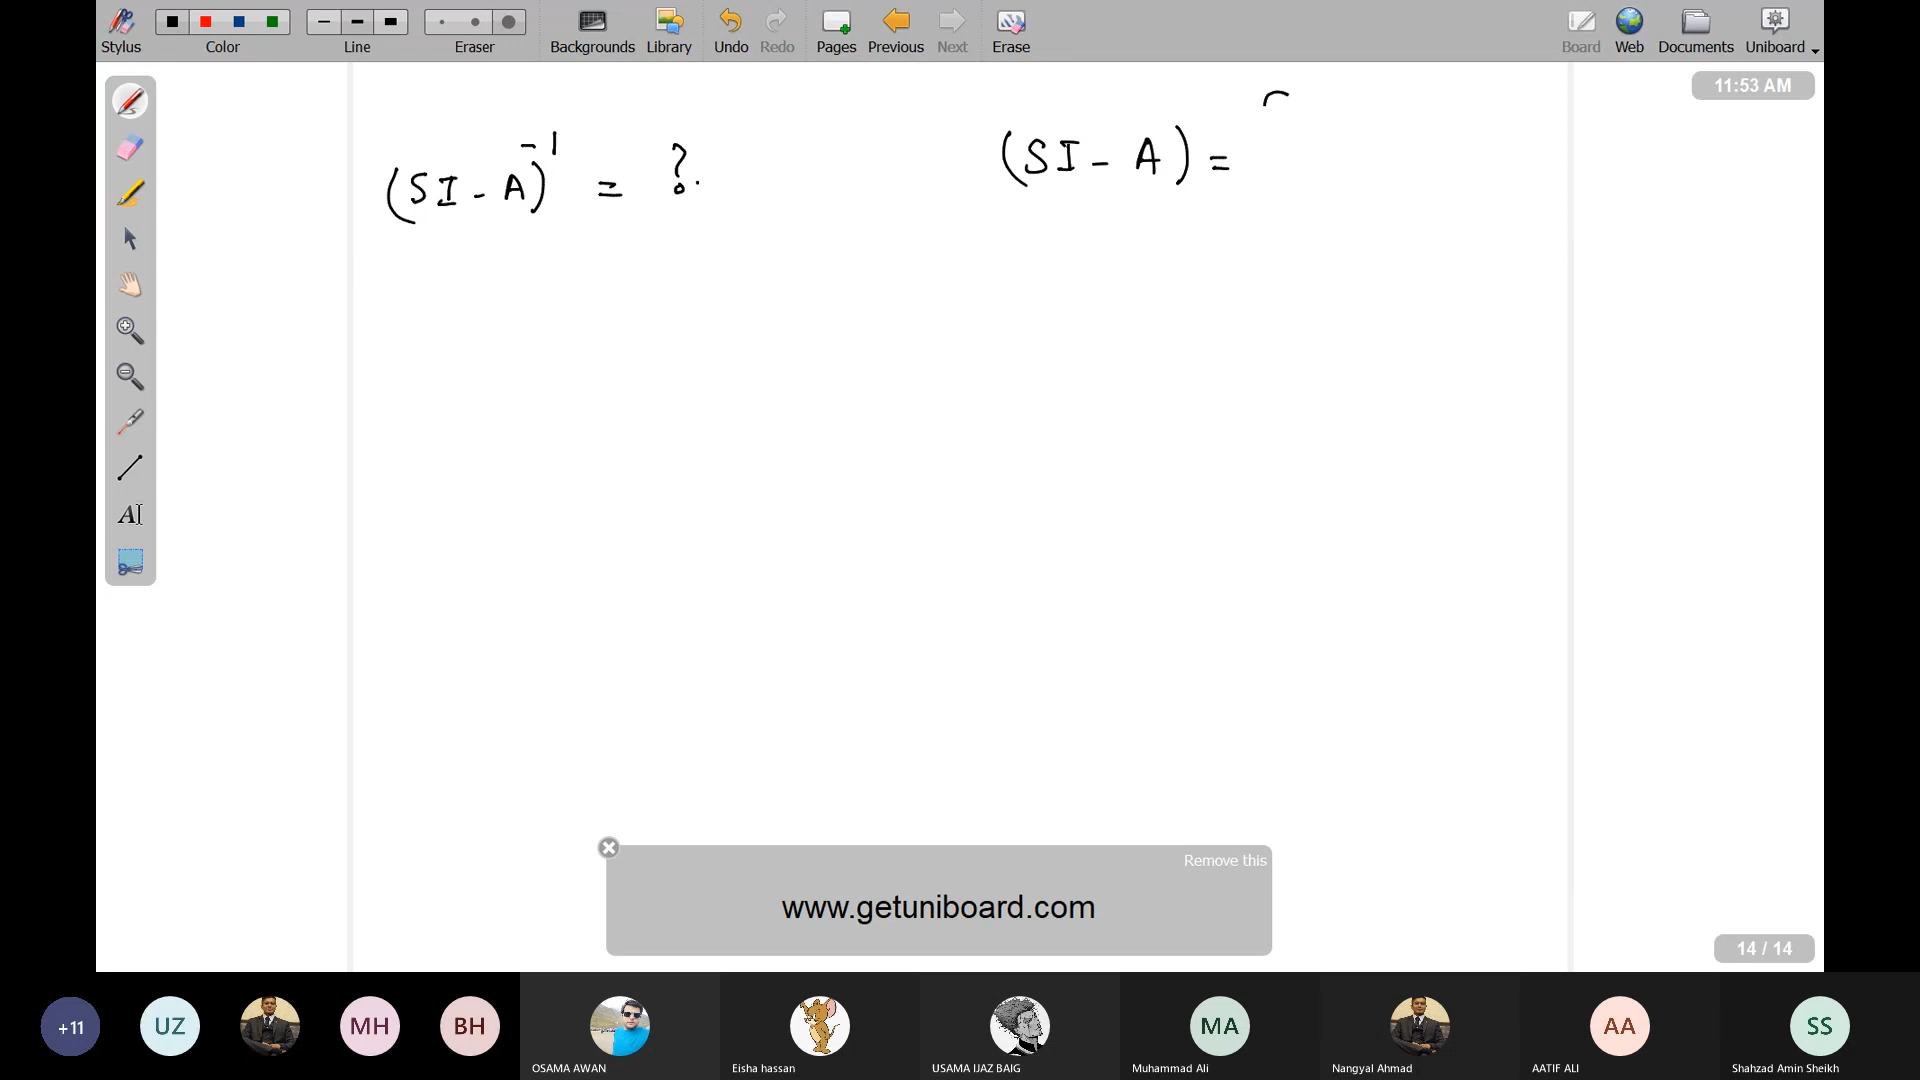 Stylus Color Line Eraser Backgrounds Library Undo Redo Pages Previous Next Erase Board Web Documents Uniboard
11:53 AM
(SI - A)⁻¹ = ?.
(SI - A) =
AI
Remove this
www.getuniboard.com
14 / 14
+11 UZ MH BH MA AA SS
OSAMA AWAN Eisha hassan USAMA IJAZ BAIG Muhammad Ali Nangyal Ahmad AATIF ALI Shahzad Amin Sheikh